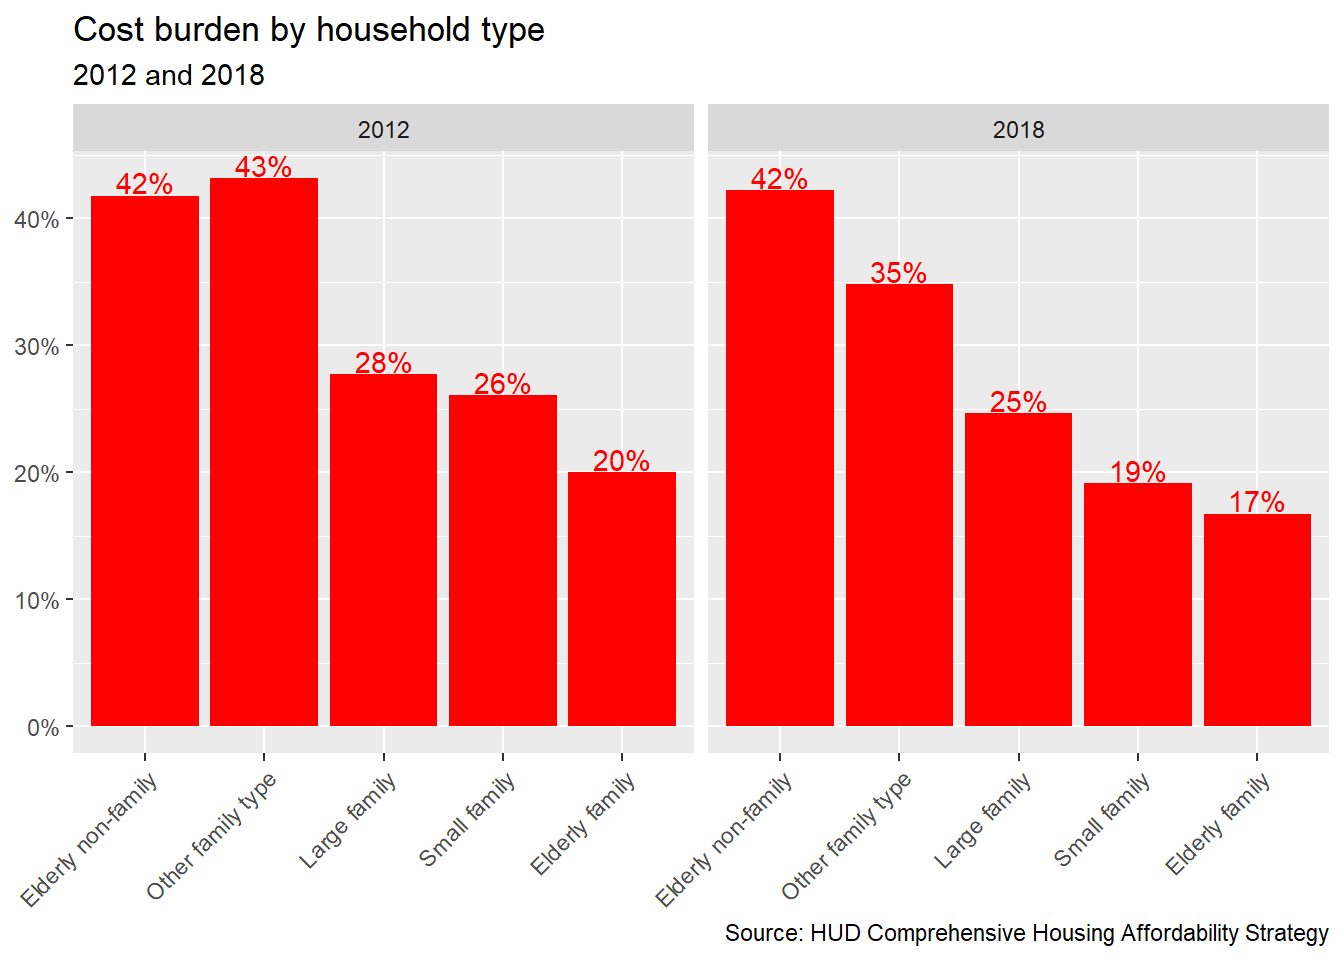 Cost burden by household type
2012 and 2018
2012
2018
42%
43%
28%
26%
20%
42%
35%
25%
19%
17%
40%
30%
20%
10%
0%
Elderly non-family
Other family type
Large family
Small family
Elderly family
Elderly non-family
Other family type
Large family
Small family
Elderly family
Source: HUD Comprehensive Housing Affordability Strategy